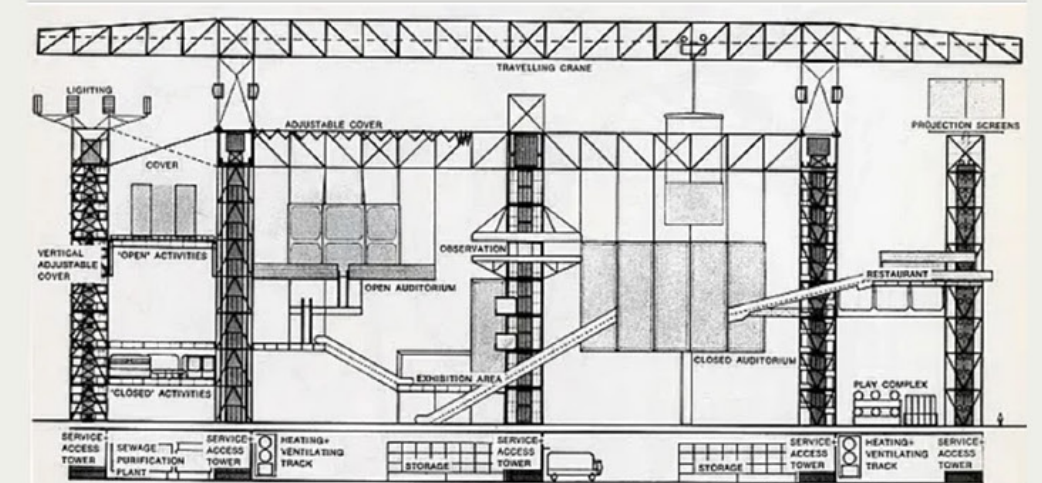 TRAVELLING CRANE
LIGHTING
ADJUSTABLE COVER
PROJECTION SCREENS
COVER
VERTICAL
ADJUSTABLE
COVER
"OPEN" ACTIVITIES
OBSERVATION
OPEN AUDITORIUM
RESTAURANT
CLOSED AUDITORIUM
EXHIBITION AREA
"CLOSED" ACTIVITIES
PLAY COMPLEX
SERVICE+
ACCESS
TOWER
SEWAGE
PURIFICATION
PLANT
SERVICE+
ACCESS
TOWER
HEATING+
VENTILATING
TRACK
STORAGE
SERVICE+
ACCESS
TOWER
STORAGE
SERVICE+
ACCESS
TOWER
HEATING+
VENTILATING
TRACK
SERVICE+
ACCESS
TOWER